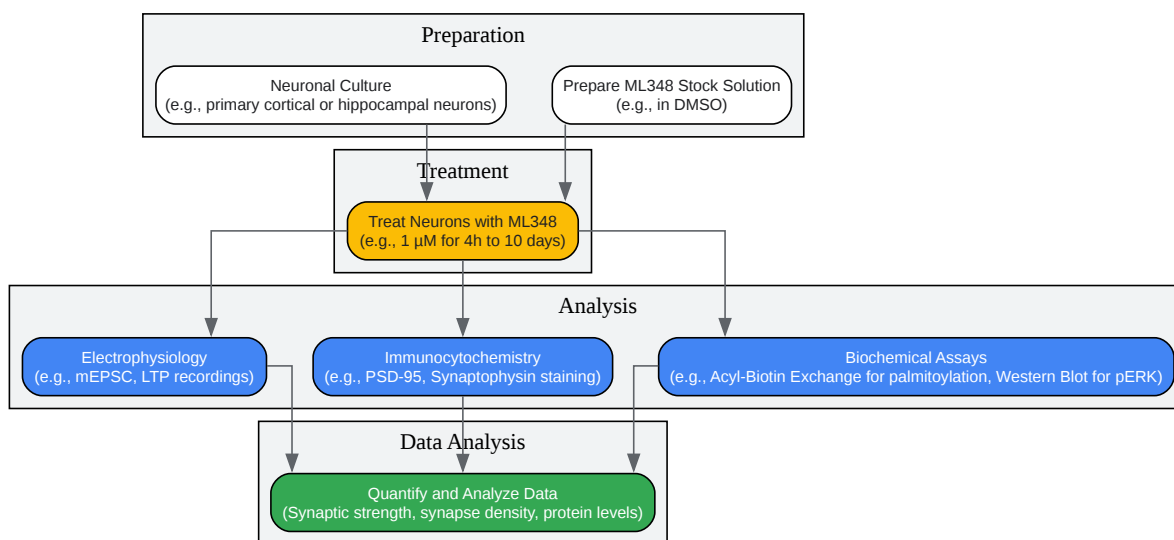 Preparation
Neuronal Culture
(e.g., primary cortical or hippocampal neurons)
Prepare ML348 Stock Solution
(e.g., in DMSO)
Treatment
Treat Neurons with ML348
(e.g., 1 µM for 4h to 10 days)
Analysis
Electrophysiology
(e.g., mEPSC, LTP recordings)
Immunocytochemistry
(e.g., PSD-95, Synaptophysin staining)
Biochemical Assays
(e.g., Acyl-Biotin Exchange for palmitoylation, Western Blot for pERK)
Data Analysis
Quantify and Analyze Data
(Synaptic strength, synapse density, protein levels)